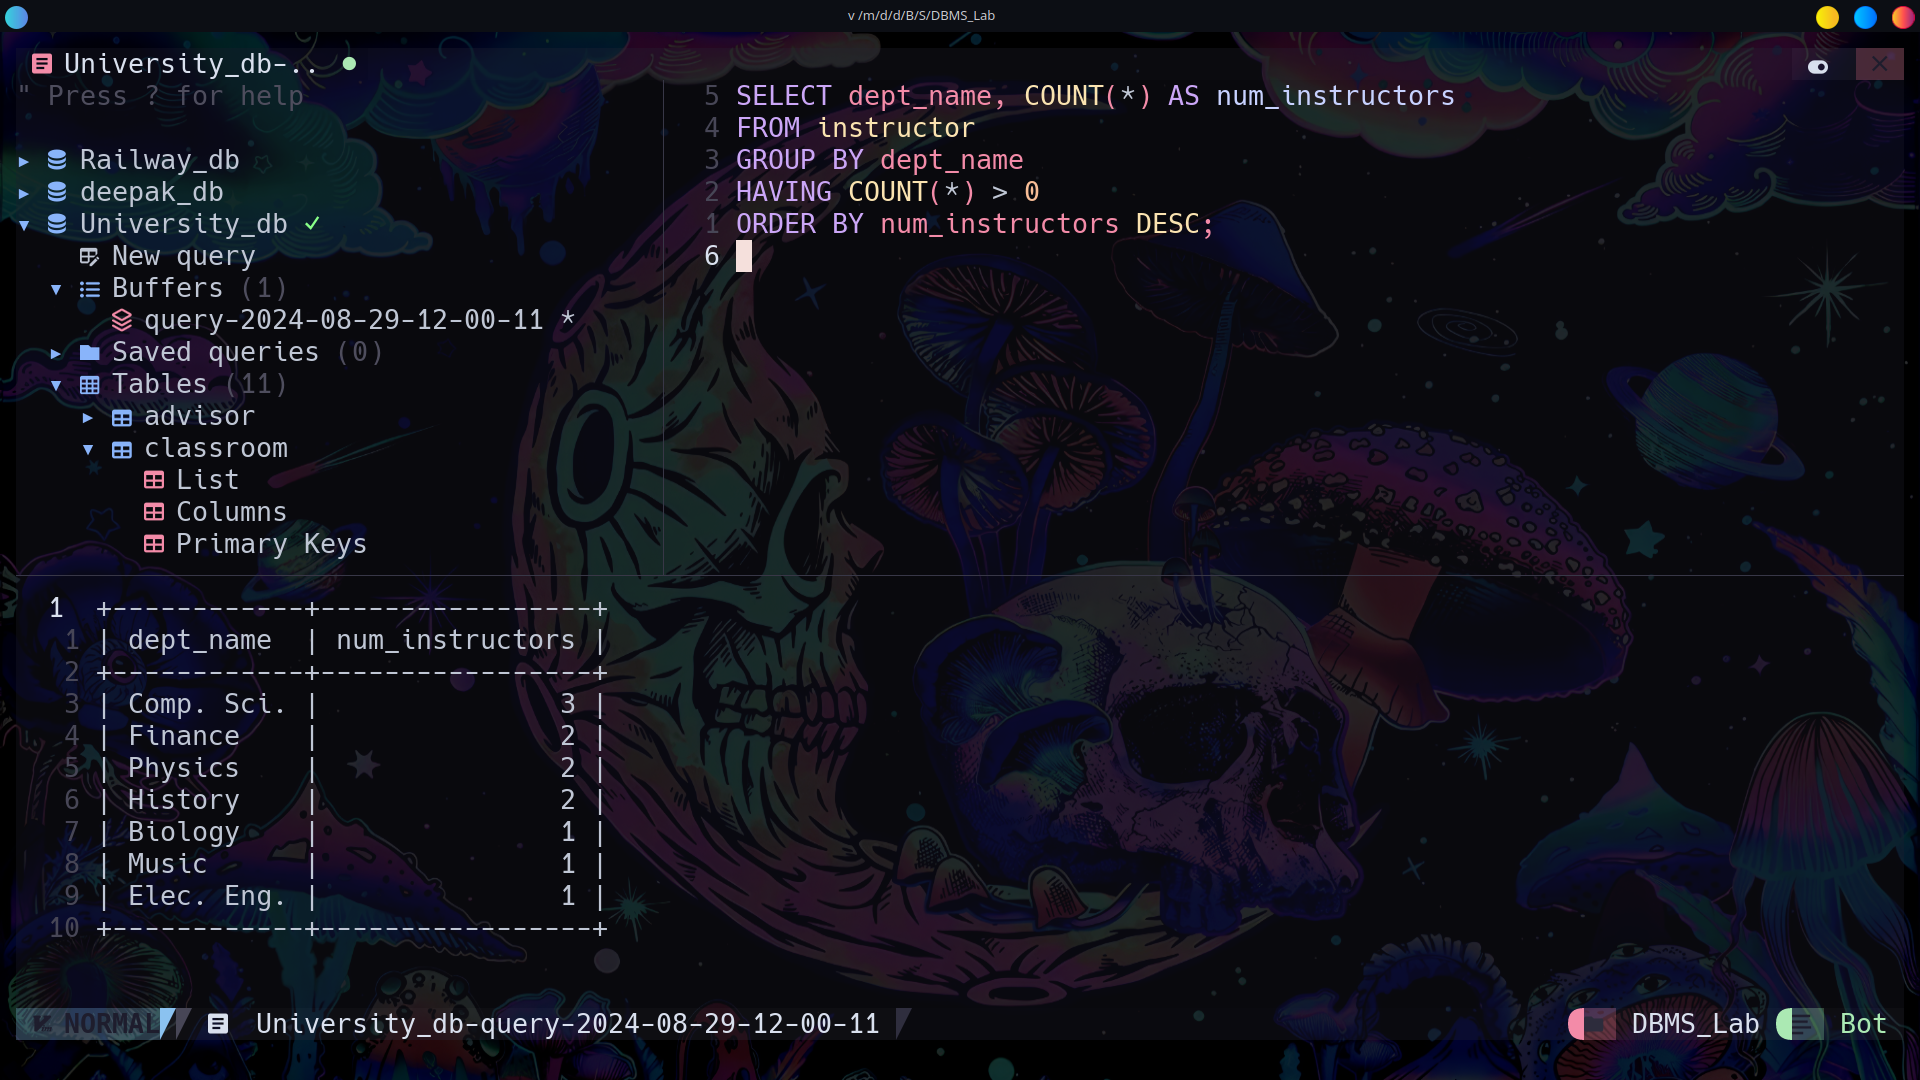 v /m/d/d/B/S/DBMS_Lab
University_db-..
" Press ? for help
Railway_db
deepak_db
University_db ✓
New query
Buffers (1)
query-2024-08-29-12-00-11 *
Saved queries (0)
Tables (11)
advisor
classroom
List
Columns
Primary Keys
5 SELECT dept_name, COUNT(*) AS num_instructors
4 FROM instructor
3 GROUP BY dept_name
2 HAVING COUNT(*) > 0
1 ORDER BY num_instructors DESC;
6
1 +------------+-----------------+
1 | dept_name  | num_instructors |
2 +------------+-----------------+
3 | Comp. Sci. |               3 |
4 | Finance    |               2 |
5 | Physics    |               2 |
6 | History    |               2 |
7 | Biology    |               1 |
8 | Music      |               1 |
9 | Elec. Eng. |               1 |
10 +------------+-----------------+
NORMAL University_db-query-2024-08-29-12-00-11 DBMS_Lab Bot